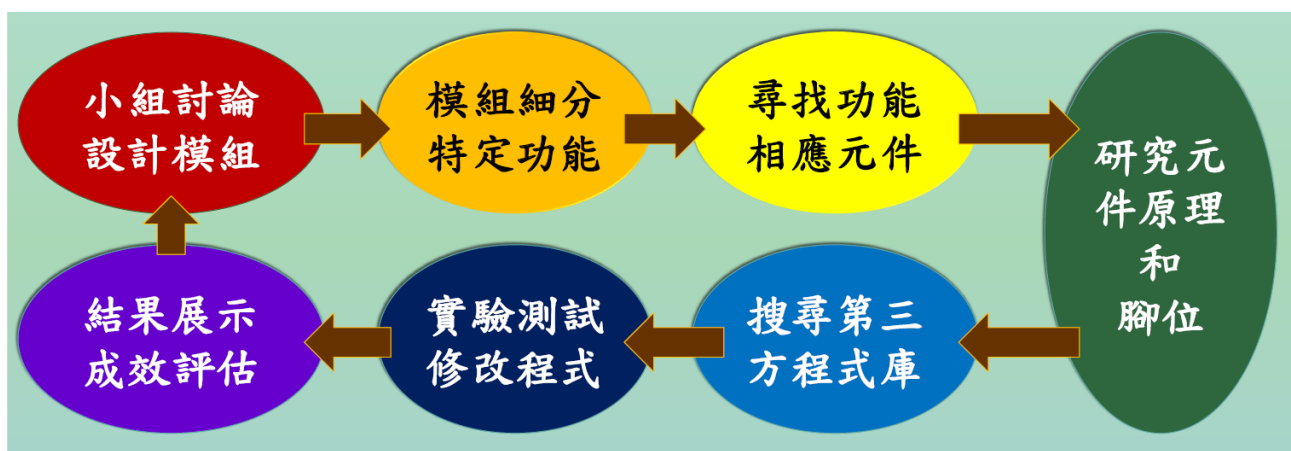 小組討論
設計模組
模組細分
特定功能
尋找功能
相應元件
研究元
件原理
和
腳位
搜尋第三
方程式庫
實驗測試
修改程式
結果展示
成效評估